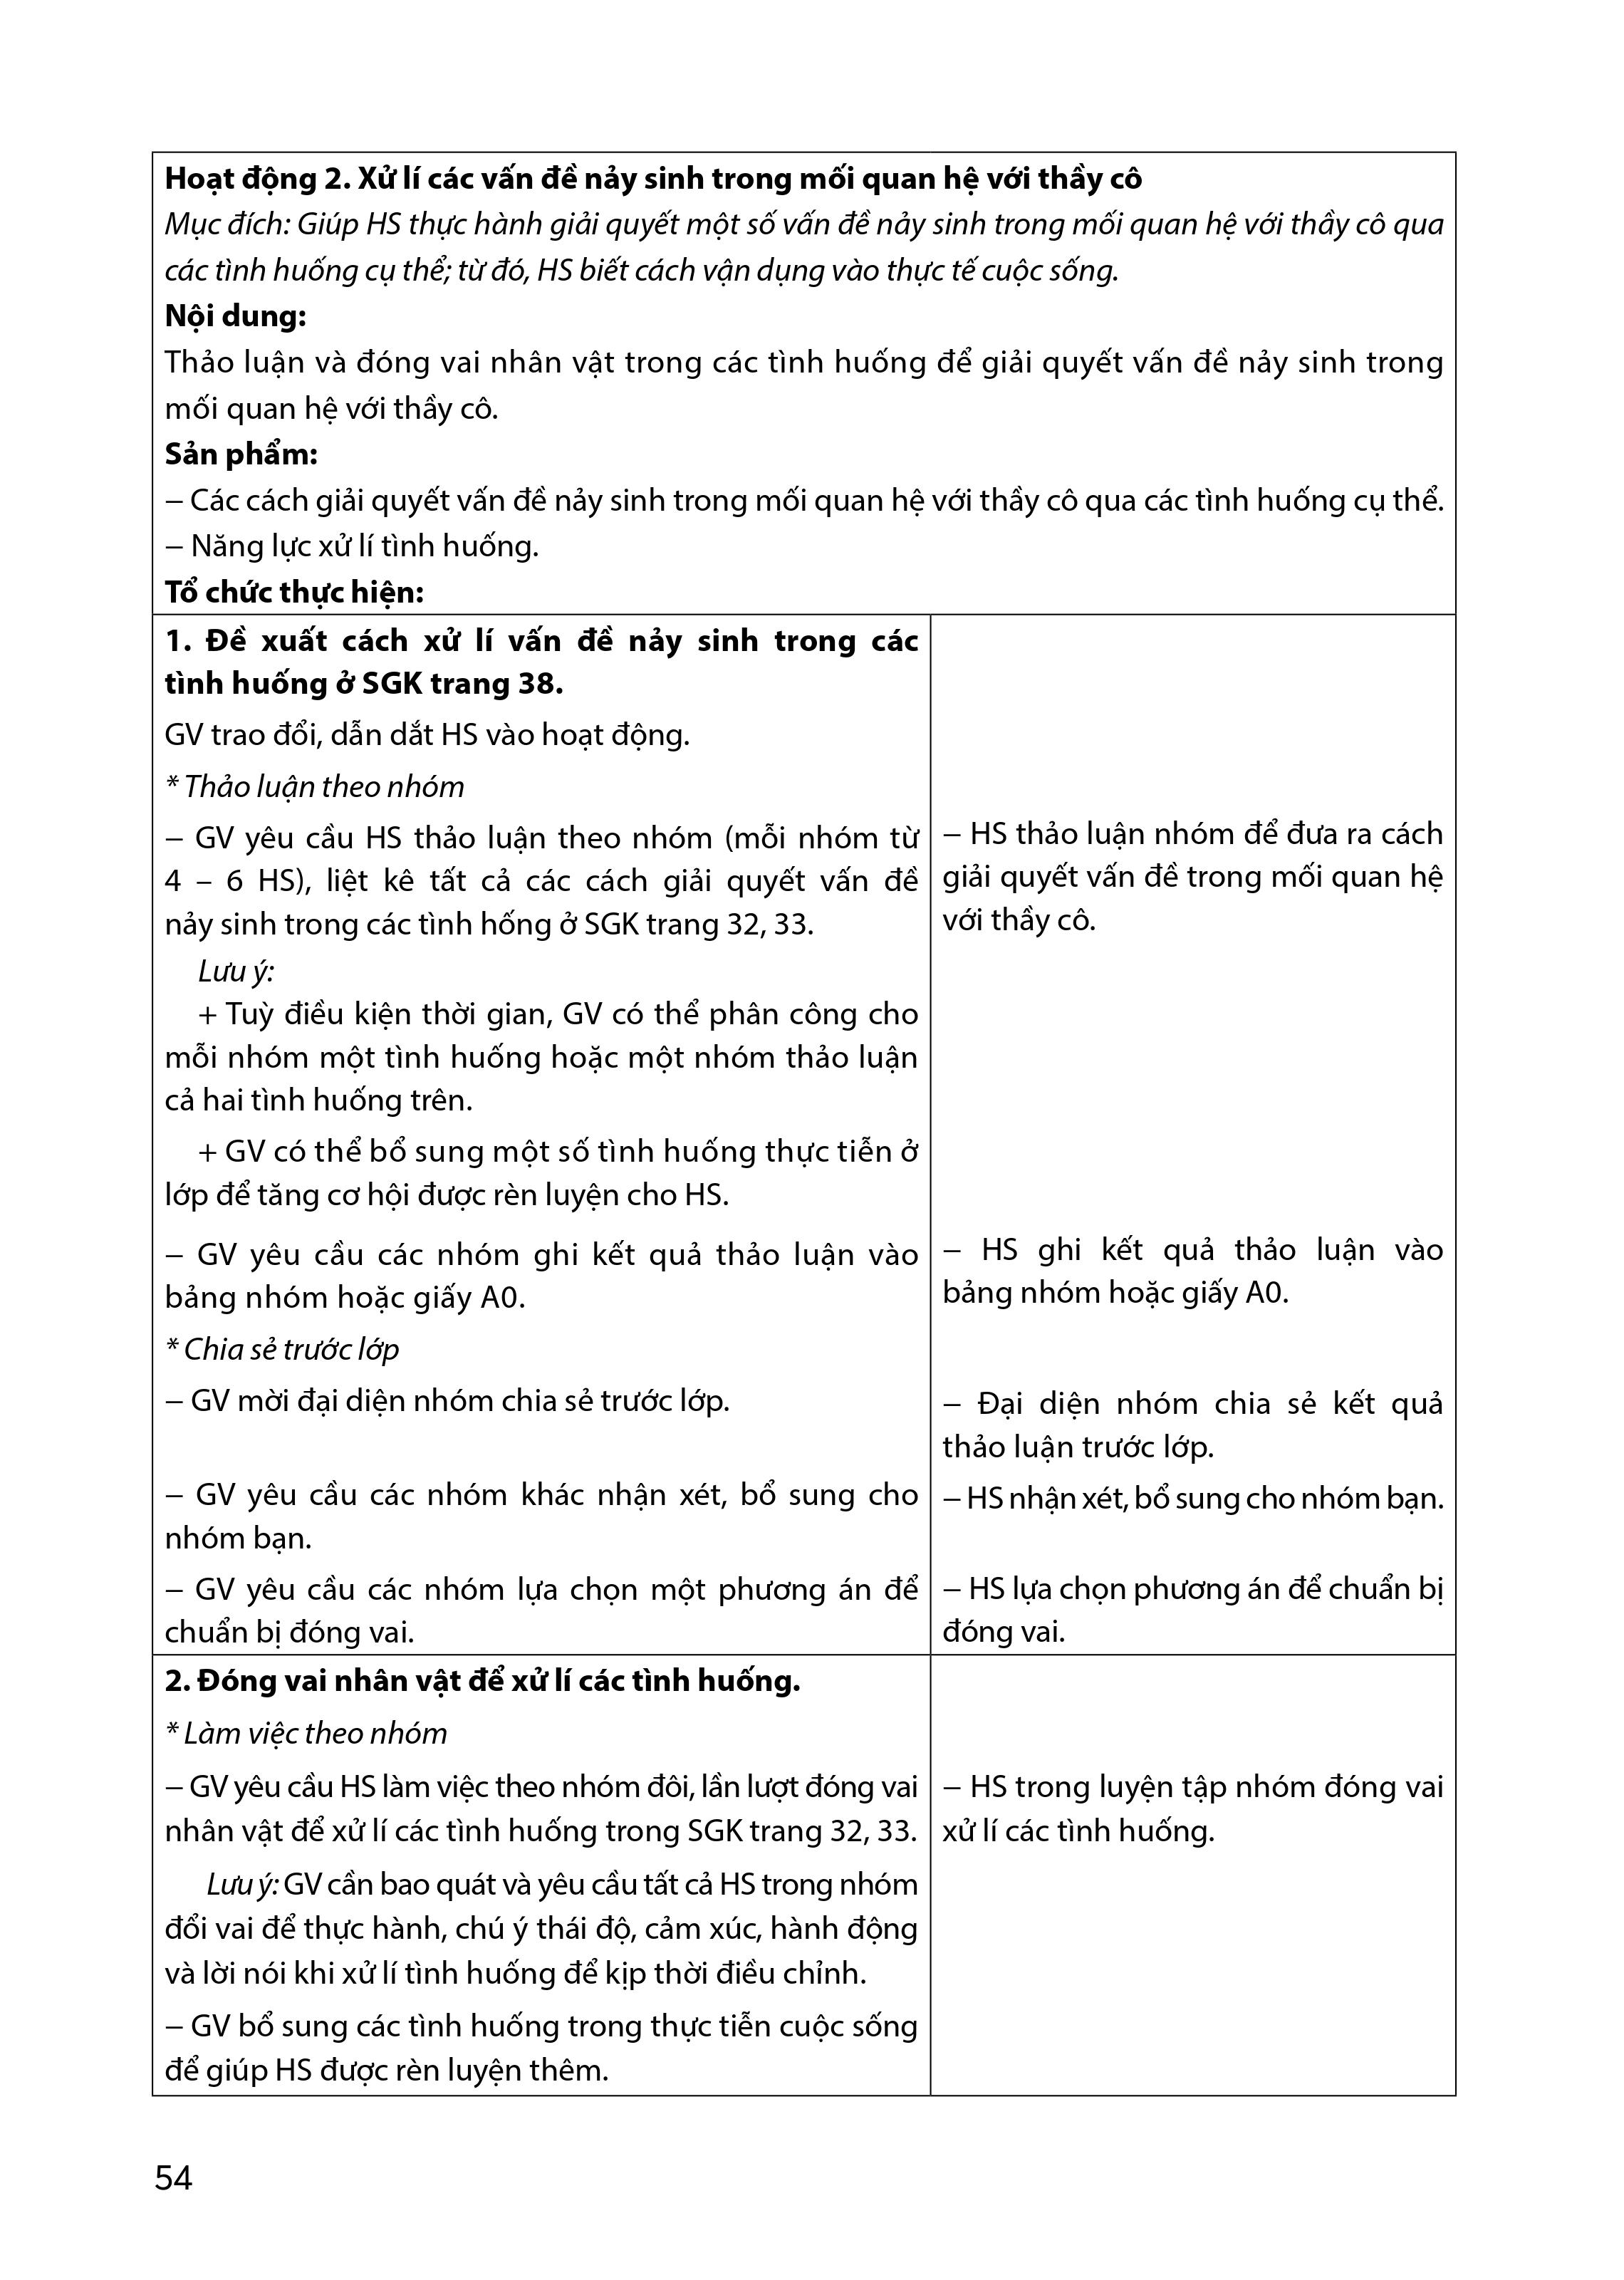 Hoạt động 2. Xử lí các vấn đề nảy sinh trong mối quan hệ với thầy cô
Mục đích: Giúp HS thực hành giải quyết một số vấn đề nảy sinh trong mối quan hệ với thầy cô qua
các tình huống cụ thể; từ đó, HS biết cách vận dụng vào thực tế cuộc sống.
Nội dung:
Thảo luận và đóng vai nhân vật trong các tình huống để giải quyết vấn đề nảy sinh trong
mối quan hệ với thầy cô.
Sản phẩm:
– Các cách giải quyết vấn đề nảy sinh trong mối quan hệ với thầy cô qua các tình huống cụ thể.
– Năng lực xử lí tình huống.
Tổ chức thực hiện:
1. Đề xuất cách xử lí vấn đề nảy sinh trong các
tình huống ở SGK trang 38.
GV trao đổi, dẫn dắt HS vào hoạt động.
* Thảo luận theo nhóm
– GV yêu cầu HS thảo luận theo nhóm (mỗi nhóm từ
4 – 6 HS), liệt kê tất cả các cách giải quyết vấn đề
nảy sinh trong các tình hống ở SGK trang 32, 33.
Lưu ý:
+ Tuỳ điều kiện thời gian, GV có thể phân công cho
mỗi nhóm một tình huống hoặc một nhóm thảo luận
cả hai tình huống trên.
+ GV có thể bổ sung một số tình huống thực tiễn ở
lớp để tăng cơ hội được rèn luyện cho HS.
– GV yêu cầu các nhóm ghi kết quả thảo luận vào
bảng nhóm hoặc giấy A0.
* Chia sẻ trước lớp
– GV mời đại diện nhóm chia sẻ trước lớp.
– GV yêu cầu các nhóm khác nhận xét, bổ sung cho
nhóm bạn.
– GV yêu cầu các nhóm lựa chọn một phương án để
chuẩn bị đóng vai.
– HS thảo luận nhóm để đưa ra cách
giải quyết vấn đề trong mối quan hệ
với thầy cô.
– HS ghi kết quả thảo luận vào
bảng nhóm hoặc giấy A0.
– Đại diện nhóm chia sẻ kết quả
thảo luận trước lớp.
– HS nhận xét, bổ sung cho nhóm bạn.
– HS lựa chọn phương án để chuẩn bị
đóng vai.
2. Đóng vai nhân vật để xử lí các tình huống.
* Làm việc theo nhóm
– GV yêu cầu HS làm việc theo nhóm đôi, lần lượt đóng vai
nhân vật để xử lí các tình huống trong SGK trang 32, 33.
Lưu ý: GV cần bao quát và yêu cầu tất cả HS trong nhóm
đổi vai để thực hành, chú ý thái độ, cảm xúc, hành động
và lời nói khi xử lí tình huống để kịp thời điều chỉnh.
– GV bổ sung các tình huống trong thực tiễn cuộc sống
để giúp HS được rèn luyện thêm.
– HS trong luyện tập nhóm đóng vai
xử lí các tình huống.
54